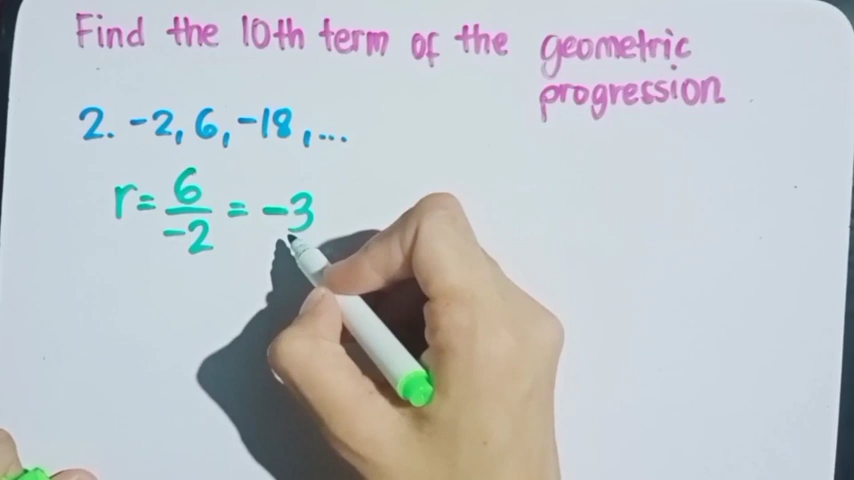 Find the 10th term of the geometric
progression.
2. -2, 6, -18, ...
r = 6/-2 = -3